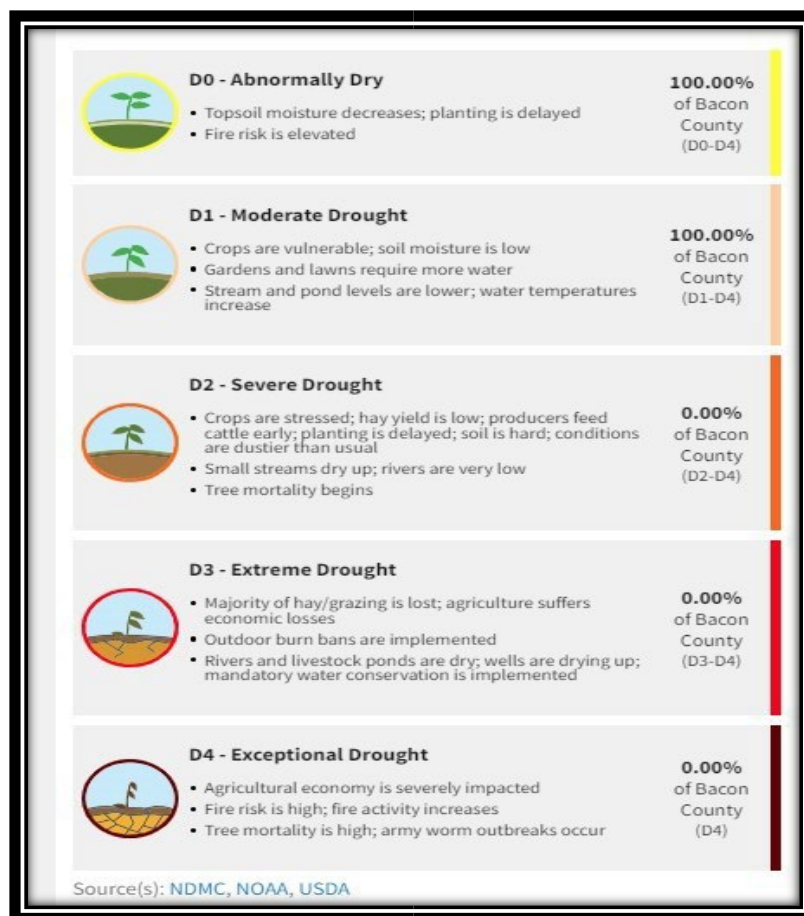 D0 - Abnormally Dry
• Topsoil moisture decreases; planting is delayed
• Fire risk is elevated
100.00%
of Bacon
County
(D0-D4)
D1 - Moderate Drought
• Crops are vulnerable; soil moisture is low
• Gardens and lawns require more water
• Stream and pond levels are lower; water temperatures
increase
100.00%
of Bacon
County
(D1-D4)
D2 - Severe Drought
• Crops are stressed; hay yield is low; producers feed
cattle early; planting is delayed; soil is hard; conditions
are dustier than usual
• Small streams dry up; rivers are very low
• Tree mortality begins
0.00%
of Bacon
County
(D2-D4)
D3 - Extreme Drought
• Majority of hay/grazing is lost; agriculture suffers
economic losses
• Outdoor burn bans are implemented
• Rivers and livestock ponds are dry; wells are drying up;
mandatory water conservation is implemented
0.00%
of Bacon
County
(D3-D4)
D4 - Exceptional Drought
• Agricultural economy is severely impacted
• Fire risk is high; fire activity increases
• Tree mortality is high; army worm outbreaks occur
0.00%
of Bacon
County
(D4)
Source(s): NDMC, NOAA, USDA